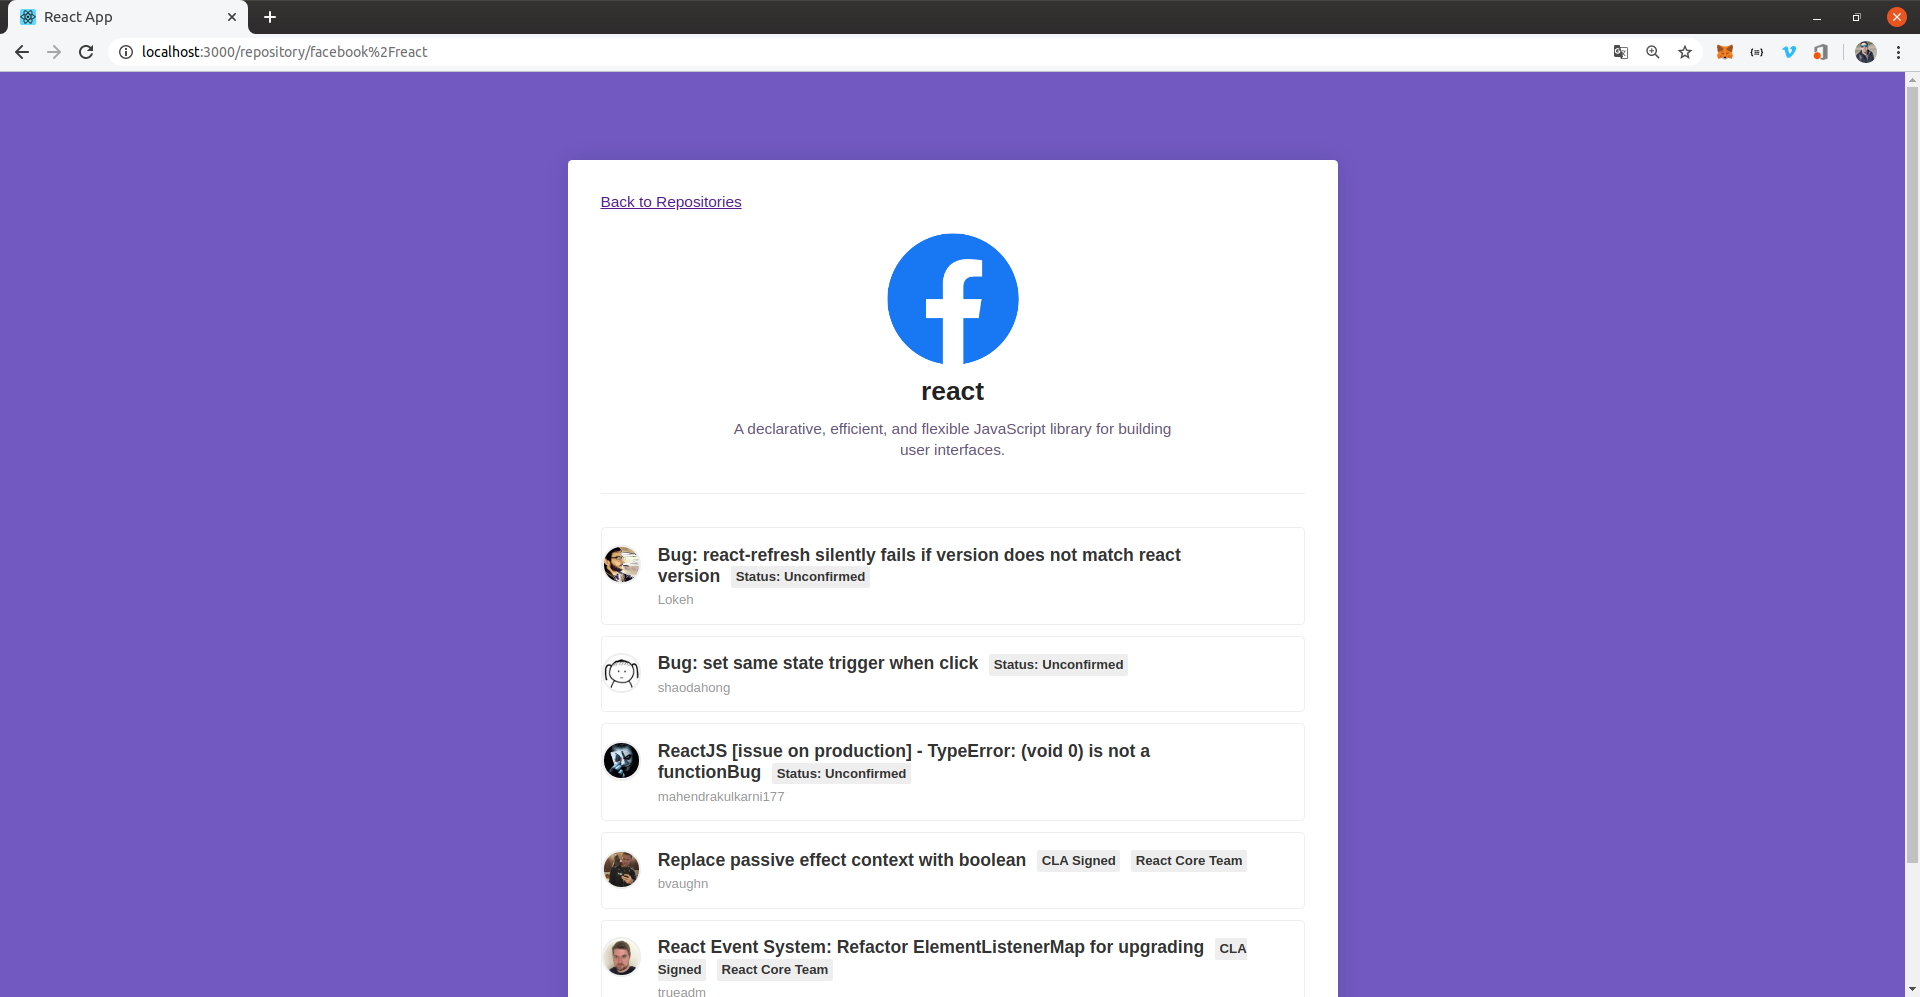 React App
localhost:3000/repository/facebook%2Freact
Back to Repositories
react
A declarative, efficient, and flexible JavaScript library for building
user interfaces.
Bug: react-refresh silently fails if version does not match react
version Status: Unconfirmed
Lokeh
Bug: set same state trigger when click Status: Unconfirmed
shaodahong
ReactJS [issue on production] - TypeError: (void 0) is not a
functionBug Status: Unconfirmed
mahendrakulkarni177
Replace passive effect context with boolean CLA Signed React Core Team
bvaughn
React Event System: Refactor ElementListenerMap for upgrading CLA
Signed React Core Team
trueadm